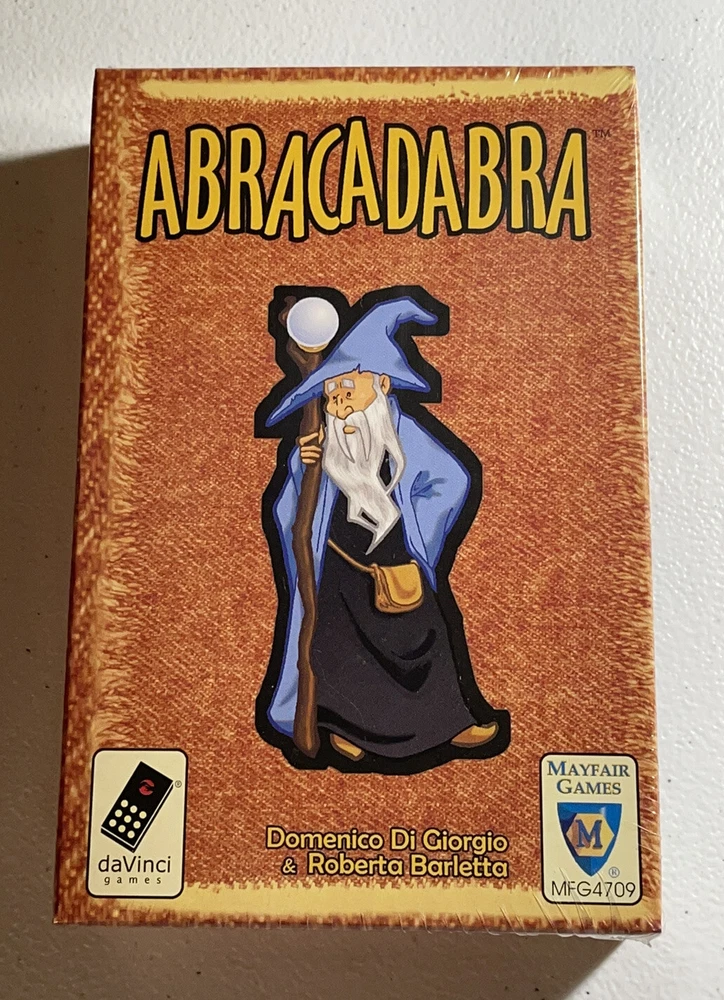 ABRACADABRA™
daVinci®
games
Domenico Di Giorgio
& Roberta Barletta
MAYFAIR
GAMES
M
®
MFG4709